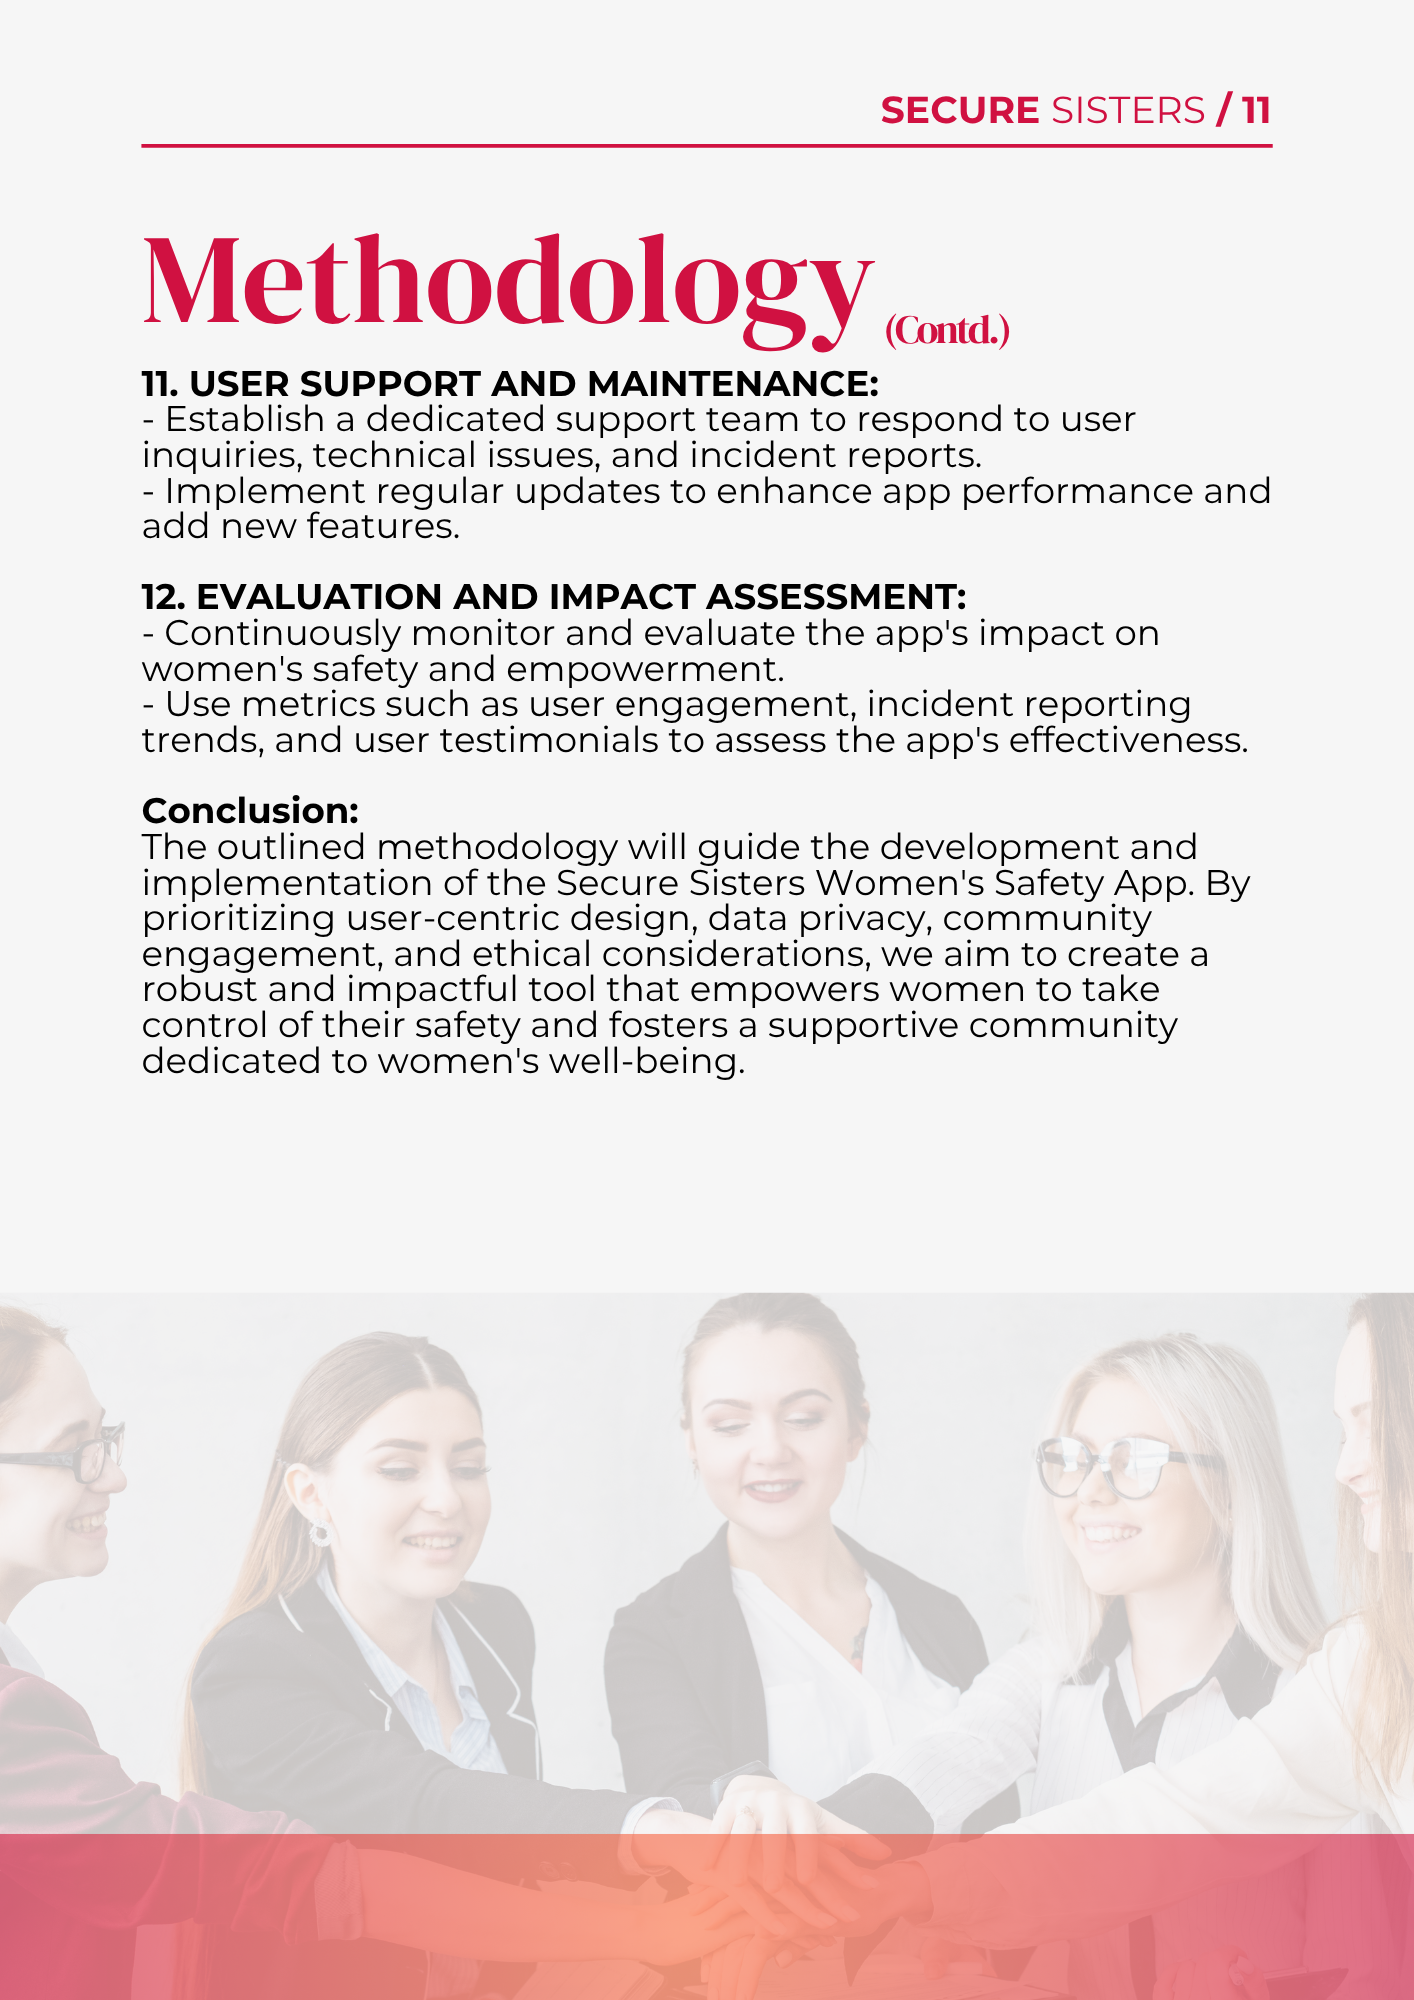 SECURE SISTERS / 11
Methodology (Contd.)
11. USER SUPPORT AND MAINTENANCE:
- Establish a dedicated support team to respond to user
inquiries, technical issues, and incident reports.
- Implement regular updates to enhance app performance and
add new features.
12. EVALUATION AND IMPACT ASSESSMENT:
- Continuously monitor and evaluate the app's impact on
women's safety and empowerment.
- Use metrics such as user engagement, incident reporting
trends, and user testimonials to assess the app's effectiveness.
Conclusion:
The outlined methodology will guide the development and
implementation of the Secure Sisters Women's Safety App. By
prioritizing user-centric design, data privacy, community
engagement, and ethical considerations, we aim to create a
robust and impactful tool that empowers women to take
control of their safety and fosters a supportive community
dedicated to women's well-being.